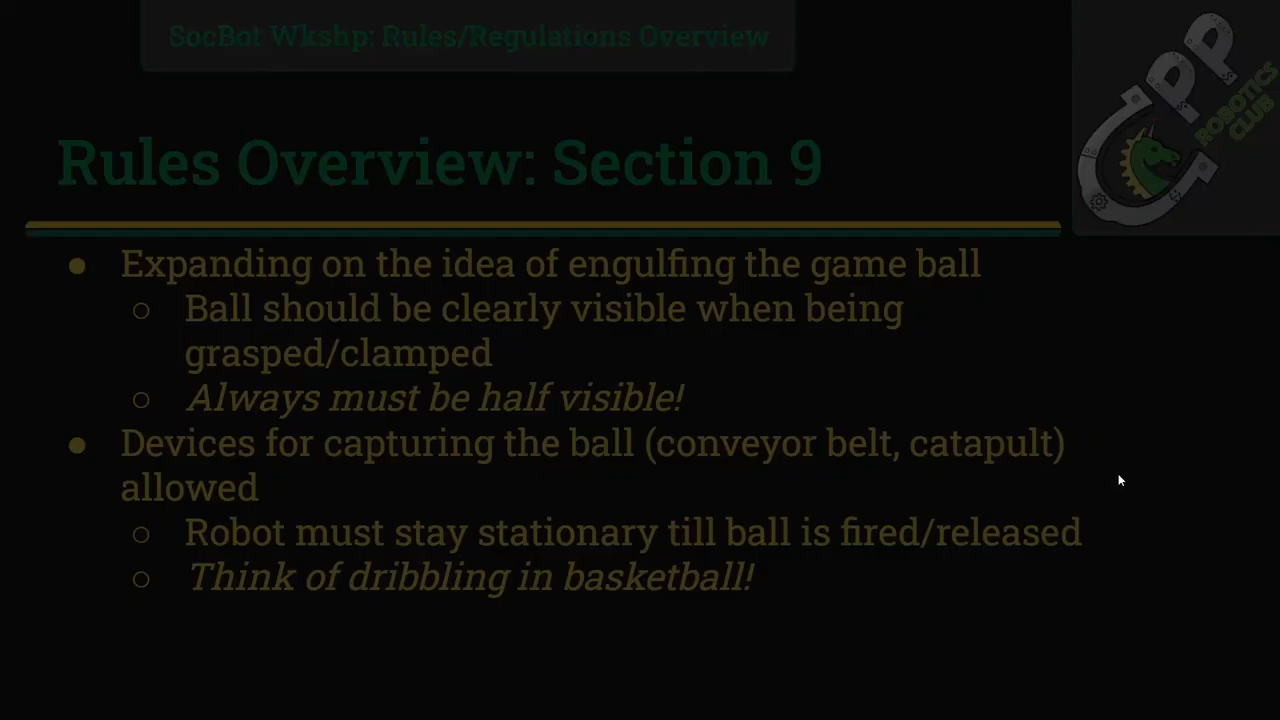 SocBot Wkshp: Rules/Regulations Overview
CPP
ROBOTICS
CLUB
Rules Overview: Section 9
● Expanding on the idea of engulfing the game ball
○ Ball should be clearly visible when being
grasped/clamped
○ Always must be half visible!
● Devices for capturing the ball (conveyor belt, catapult)
allowed
○ Robot must stay stationary till ball is fired/released
○ Think of dribbling in basketball!